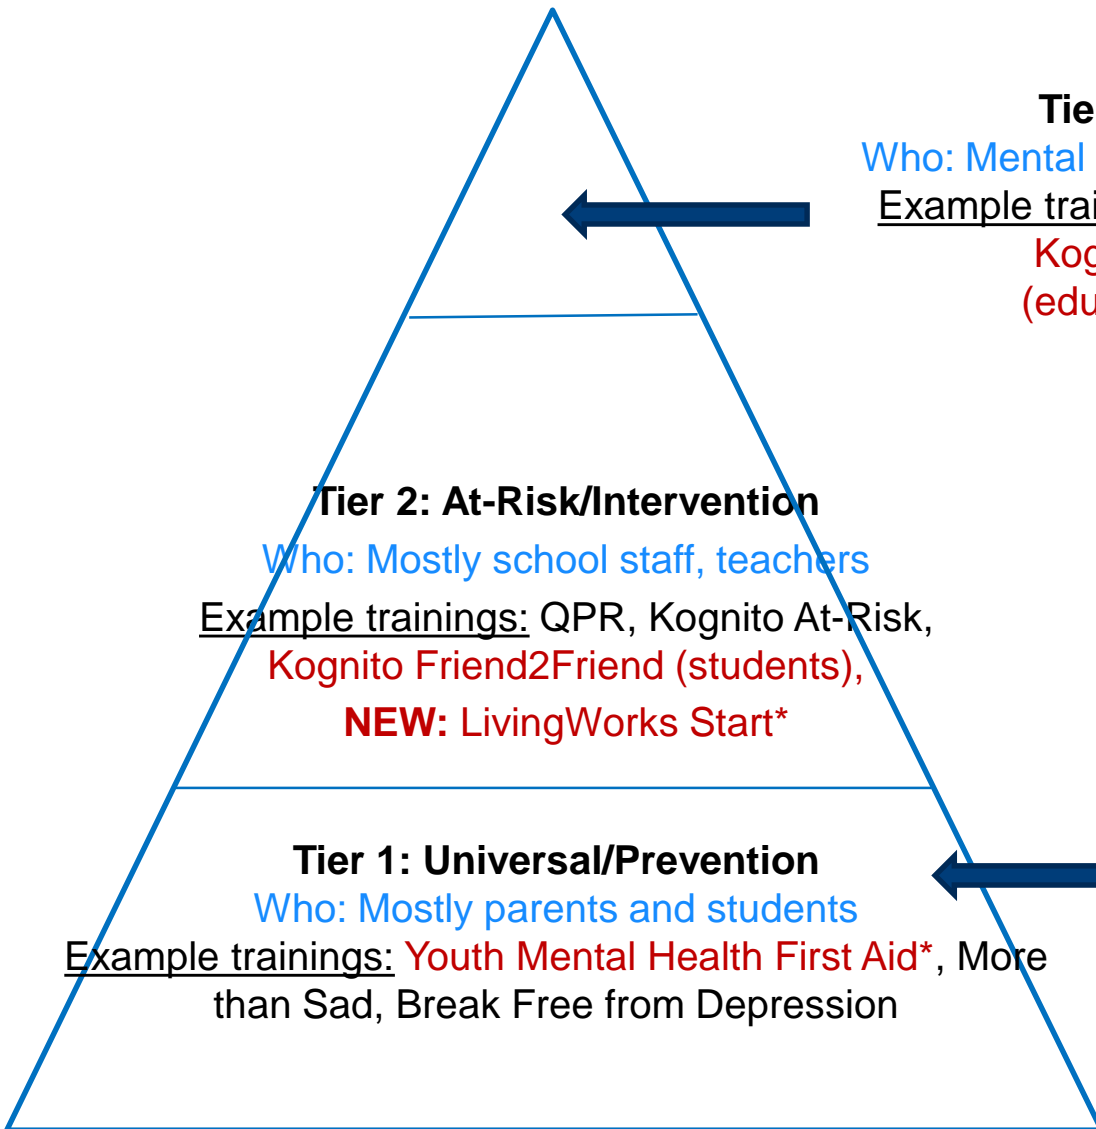 Tie
Who: Mental
Example trai
Kog
(edu
Tier 2: At-Risk/Intervention
Who: Mostly school staff, teachers
Example trainings: QPR, Kognito At-Risk,
Kognito Friend2Friend (students),
NEW: LivingWorks Start*
Tier 1: Universal/Prevention
Who: Mostly parents and students
Example trainings: Youth Mental Health First Aid*, More
than Sad, Break Free from Depression